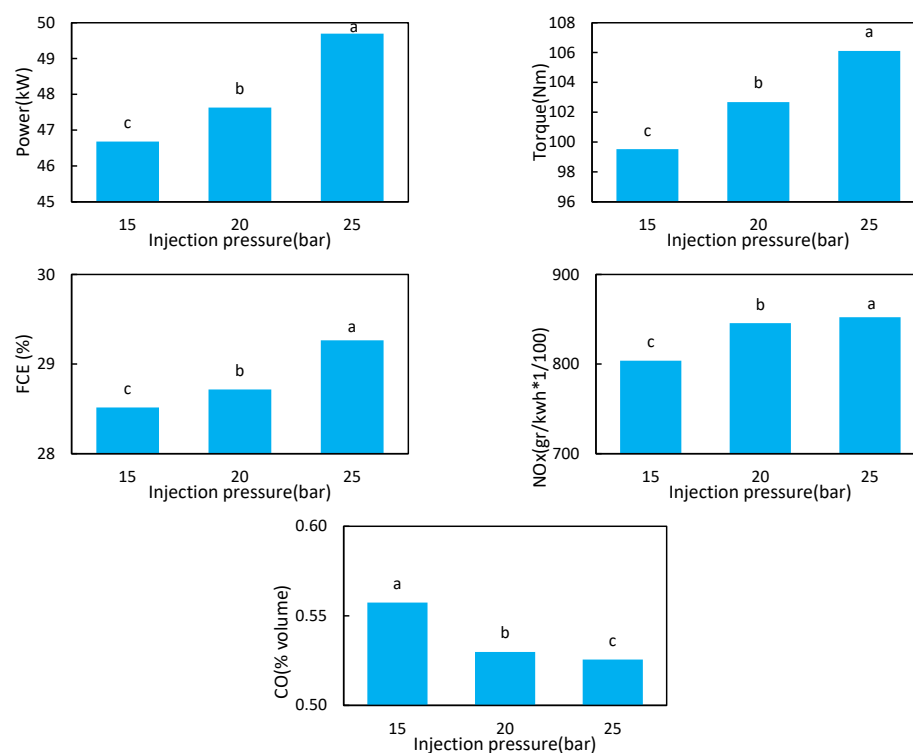 Power(kW)
50
49
48
47
46
45
c
b
a
15 20 25
Injection pressure(bar)
Torque(Nm)
108
106
104
102
100
98
96
c
b
a
15 20 25
Injection pressure(bar)
FCE (%)
30
29
28
c
b
a
15 20 25
Injection pressure(bar)
NOx(gr/kwh*1/100)
900
800
700
c
b
a
15 20 25
Injection pressure(bar)
CO(% volume)
0.60
0.55
0.50
a
b
c
15 20 25
Injection pressure(bar)